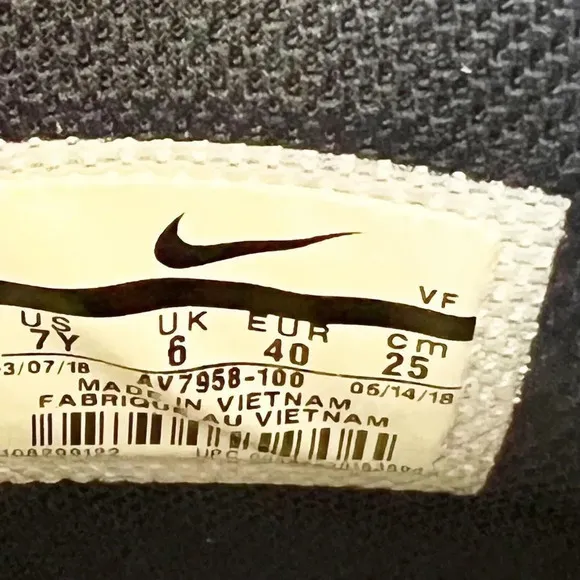 VF
US UK EUR cm
7Y 6 40 25
3/07/18 AV7958-100 05/14/18
MADE IN VIETNAM
FABRIQUE AU VIETNAM
UPC